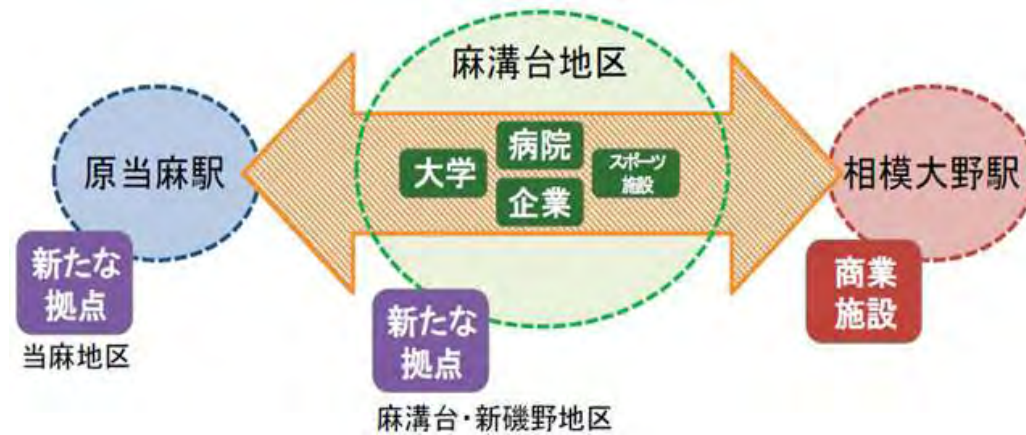 麻溝台地区
原当麻駅
大学
病院
企業
スポーツ
施設
相模大野駅
新たな
拠点
当麻地区
新たな
拠点
麻溝台・新磯野地区
商業
施設